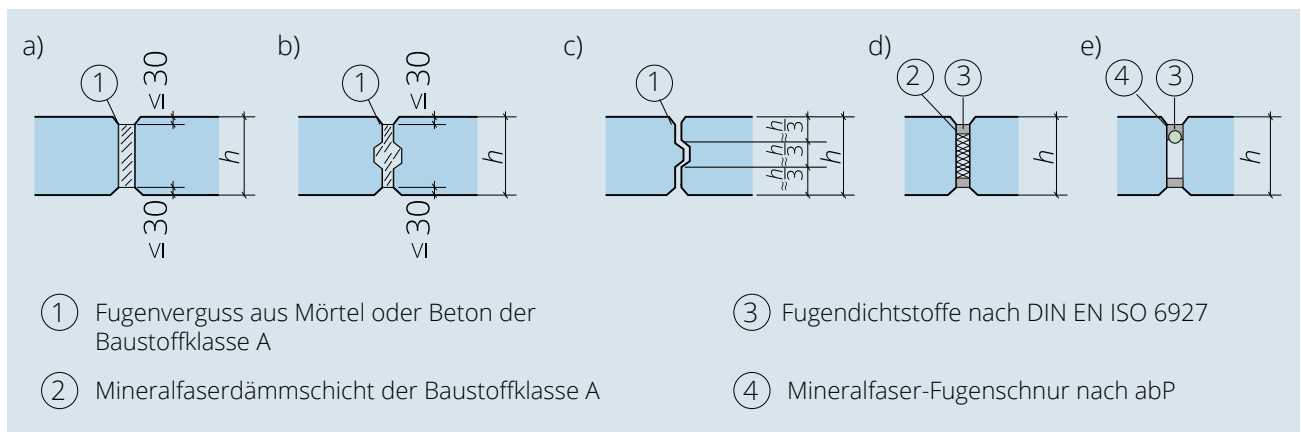 a) b) c) d) e)
1 1 1 2 3 4 3
≤ 30 ≤ 30
≈ h/3
≈ h/3
≈ h/3
h h h h h
≤ 30 ≤ 30
1 Fugenverguss aus Mörtel oder Beton der
Baustoffklasse A
2 Mineralfaserdämmschicht der Baustoffklasse A
3 Fugendichtstoffe nach DIN EN ISO 6927
4 Mineralfaser-Fugenschnur nach abP